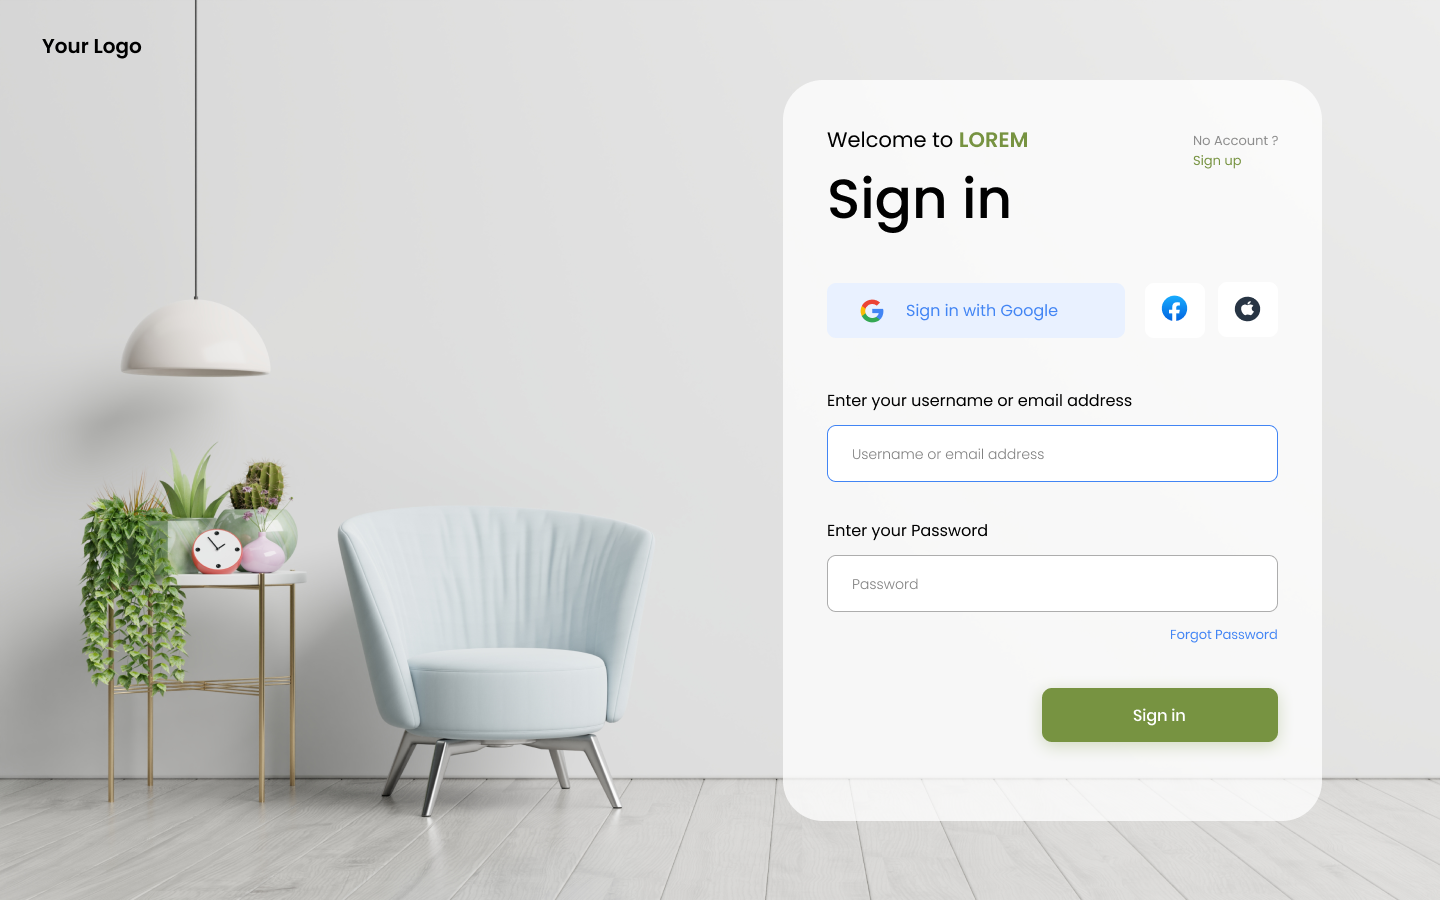 Your Logo
Welcome to LOREM
No Account ?
Sign up
Sign in
Sign in with Google
Enter your username or email address
Username or email address
Enter your Password
Password
Forgot Password
Sign in